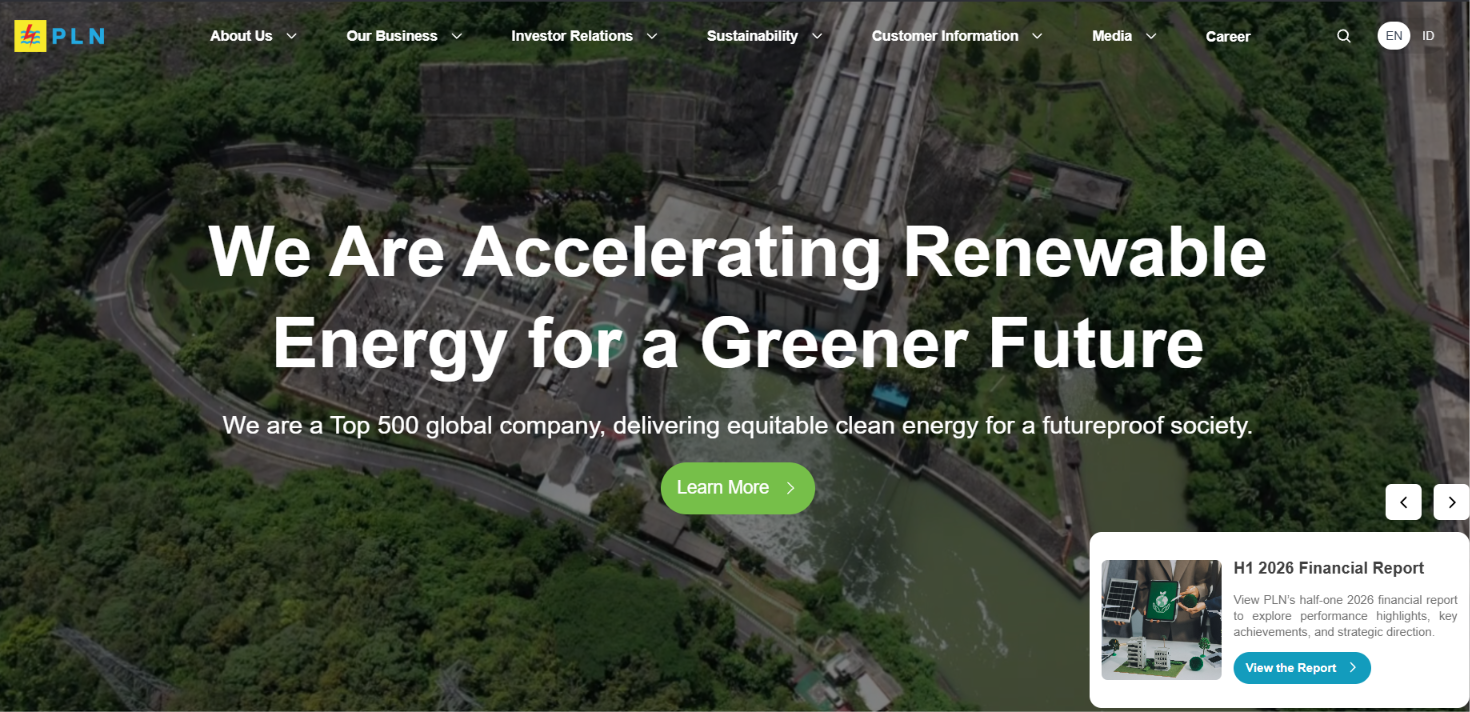 PLN
About Us
Our Business
Investor Relations
Sustainability
Customer Information
Media
Career
EN
ID
We Are Accelerating Renewable
Energy for a Greener Future
We are a Top 500 global company, delivering equitable clean energy for a futureproof society.
Learn More
H1 2026 Financial Report
View PLN's half-one 2026 financial report
to explore performance highlights, key
achievements, and strategic direction.
View the Report